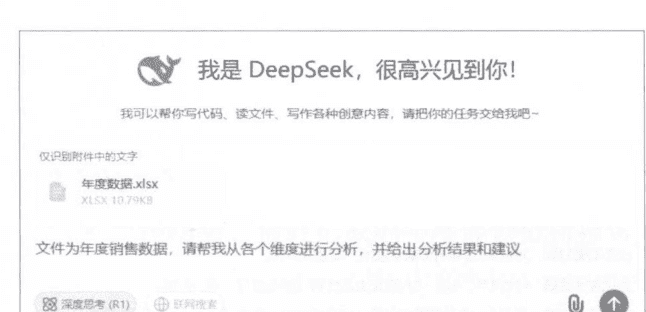 我是 DeepSeek，很高兴见到你！
我可以帮你写代码、读文件、写作各种创意内容，请把你的任务交给我吧~
仅识别附件中的文字
年度数据.xlsx
XLSX 10.79KB
文件为年度销售数据，请帮我从各个维度进行分析，并给出分析结果和建议
深度思考 (R1) 联网搜索